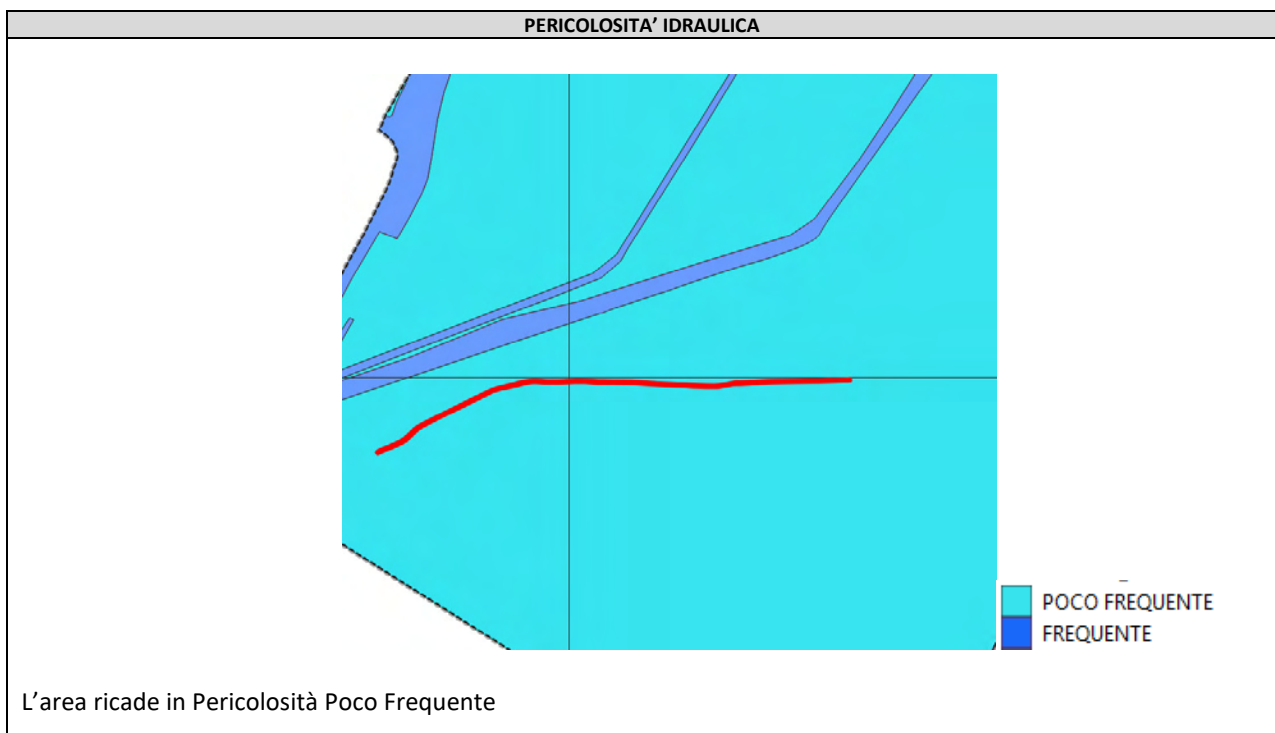 PERICOLOSITA’ IDRAULICA
POCO FREQUENTE
FREQUENTE
L’area ricade in Pericolosità Poco Frequente